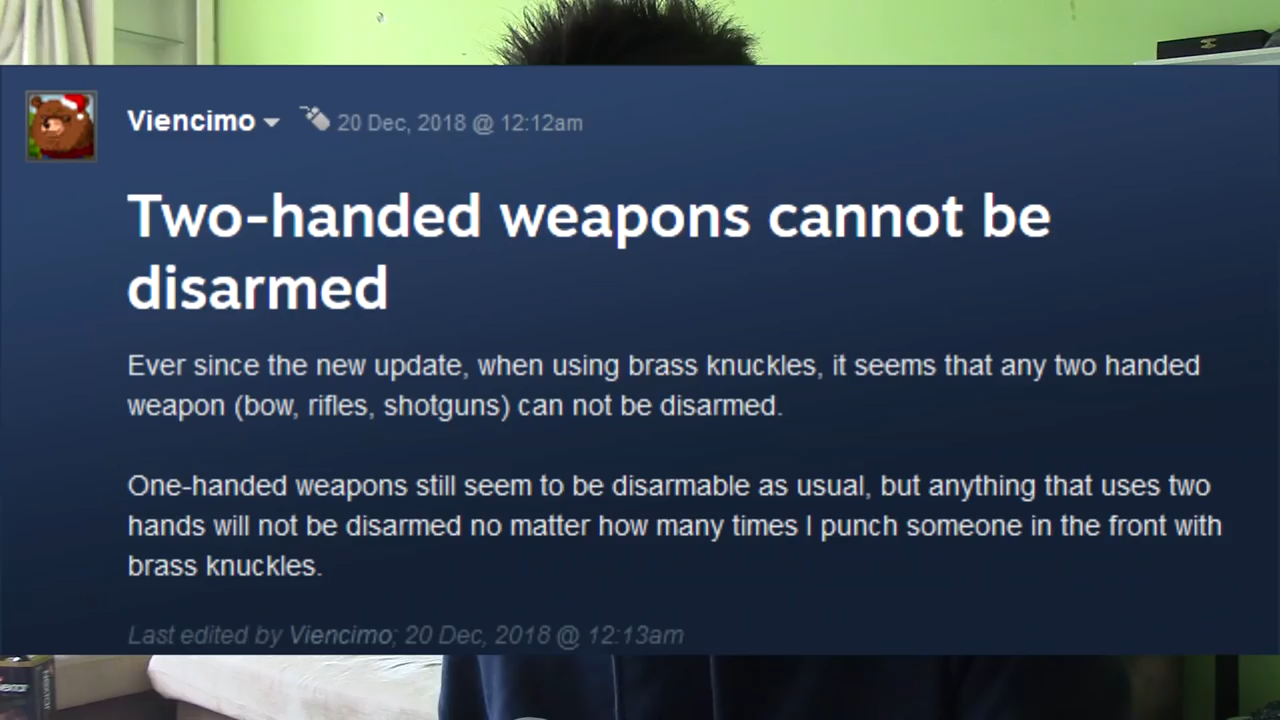 Viencimo
20 Dec, 2018 @ 12:12am
Two-handed weapons cannot be
disarmed
Ever since the new update, when using brass knuckles, it seems that any two handed
weapon (bow, rifles, shotguns) can not be disarmed.
One-handed weapons still seem to be disarmable as usual, but anything that uses two
hands will not be disarmed no matter how many times I punch someone in the front with
brass knuckles.
Last edited by Viencimo; 20 Dec, 2018 @ 12:13am